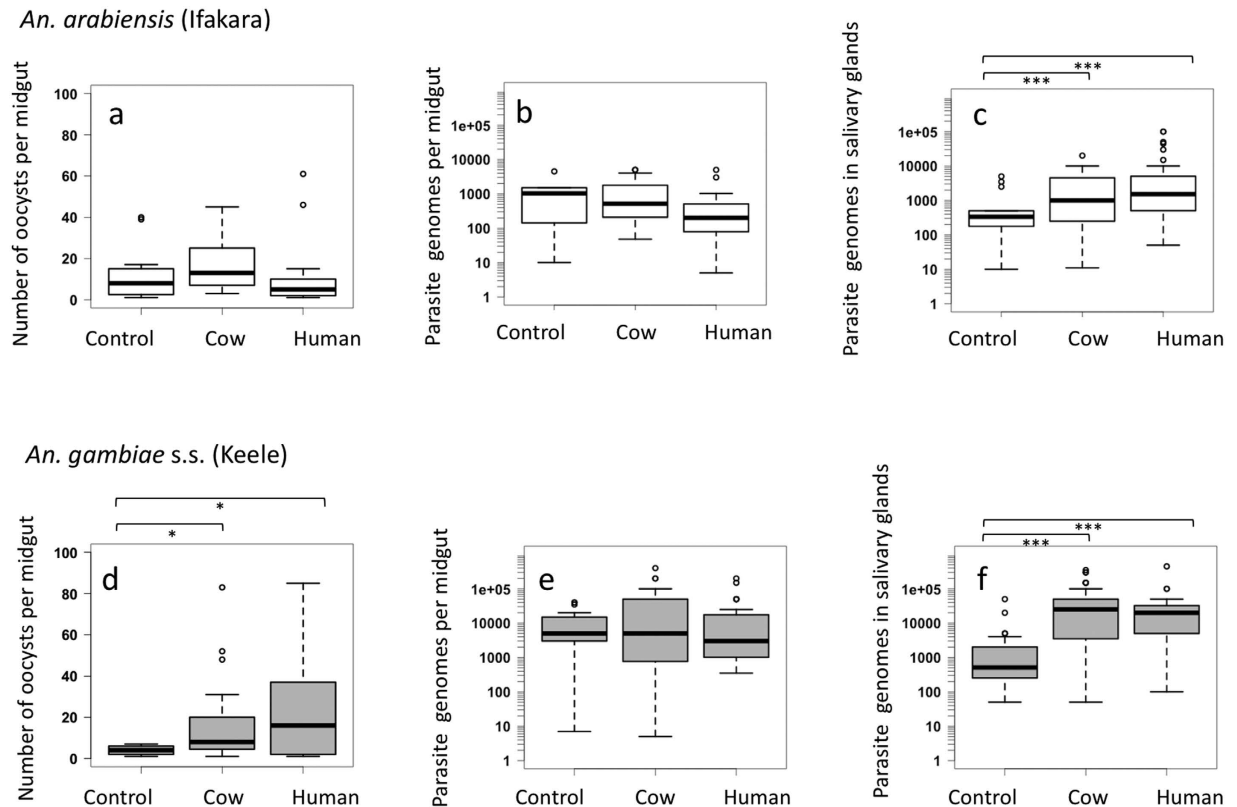 An. arabiensis (Ifakara)
a
Number of oocysts per midgut
100
80
60
40
20
0
Control Cow Human
b
Parasite genomes per midgut
1e+05
10000
1000
100
10
1
Control Cow Human
***
***
c
Parasite genomes in salivary glands
1e+05
10000
1000
100
10
1
Control Cow Human
An. gambiae s.s. (Keele)
*
*
d
Number of oocysts per midgut
100
80
60
40
20
0
Control Cow Human
e
Parasite genomes per midgut
1e+05
10000
1000
100
10
1
Control Cow Human
***
***
f
Parasite genomes in salivary glands
1e+05
10000
1000
100
10
1
Control Cow Human